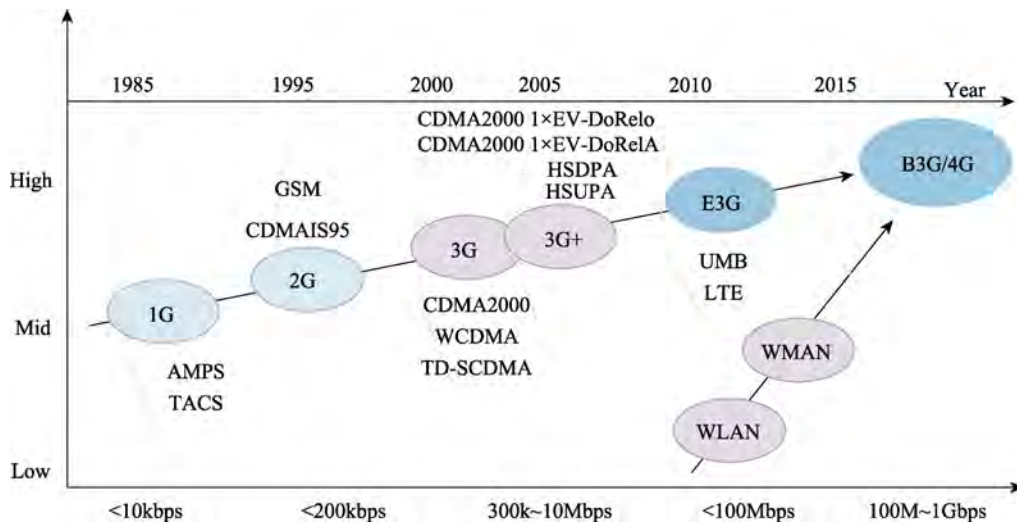 1985 1995 2000 2005 2010 2015 Year
CDMA2000 1×EV-DoRelo
CDMA2000 1×EV-DoRelA
HSDPA
HSUPA
High
GSM
CDMAIS95
B3G/4G
E3G
3G
3G+
2G
1G
UMB
LTE
CDMA2000
WCDMA
TD-SCDMA
Mid
AMPS
TACS
WMAN
WLAN
Low
<10kbps <200kbps 300k~10Mbps <100Mbps 100M~1Gbps